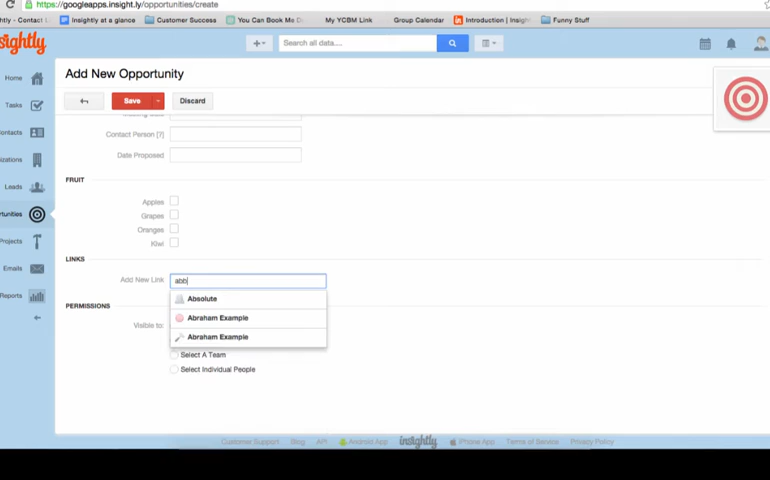 https://googleapps.insight.ly/opportunities/create
Insightly at a glance
Customer Success
You Can Book Me
My YCBM Link
Group Calendar
Introduction | Insigh
Funny Stuff
Search all data....
Home
Tasks
Leads
Projects
Emails
Reports
Add New Opportunity
Save
Discard
Contact Person [?]
Date Proposed
FRUIT
Apples
Grapes
Oranges
Kiwi
LINKS
Add New Link
abb
Absolute
Abraham Example
Abraham Example
PERMISSIONS
Visible to:
Select A Team
Select Individual People
Customer Support Blog API Android App insightly iPhone App Terms of Service Privacy Policy